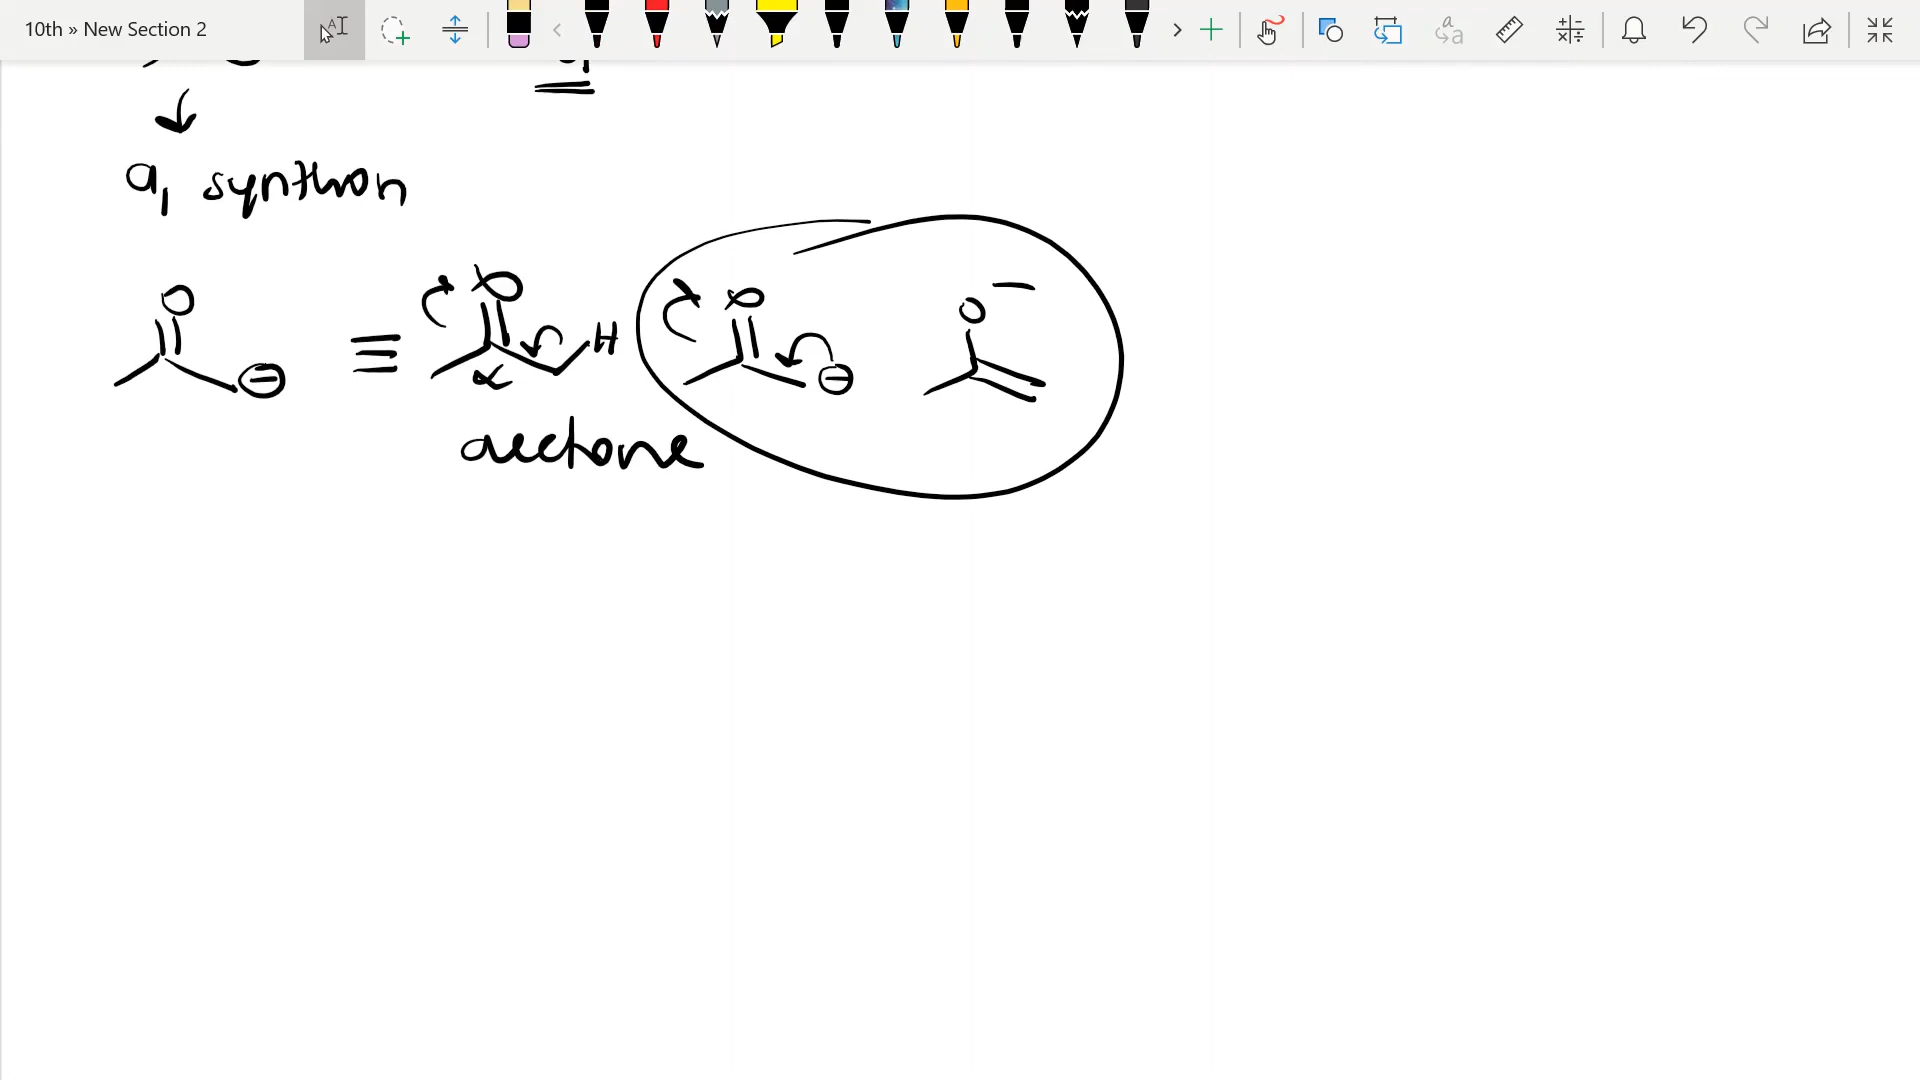 10th » New Section 2
a₁ synthon
O O H O O
α
acetone